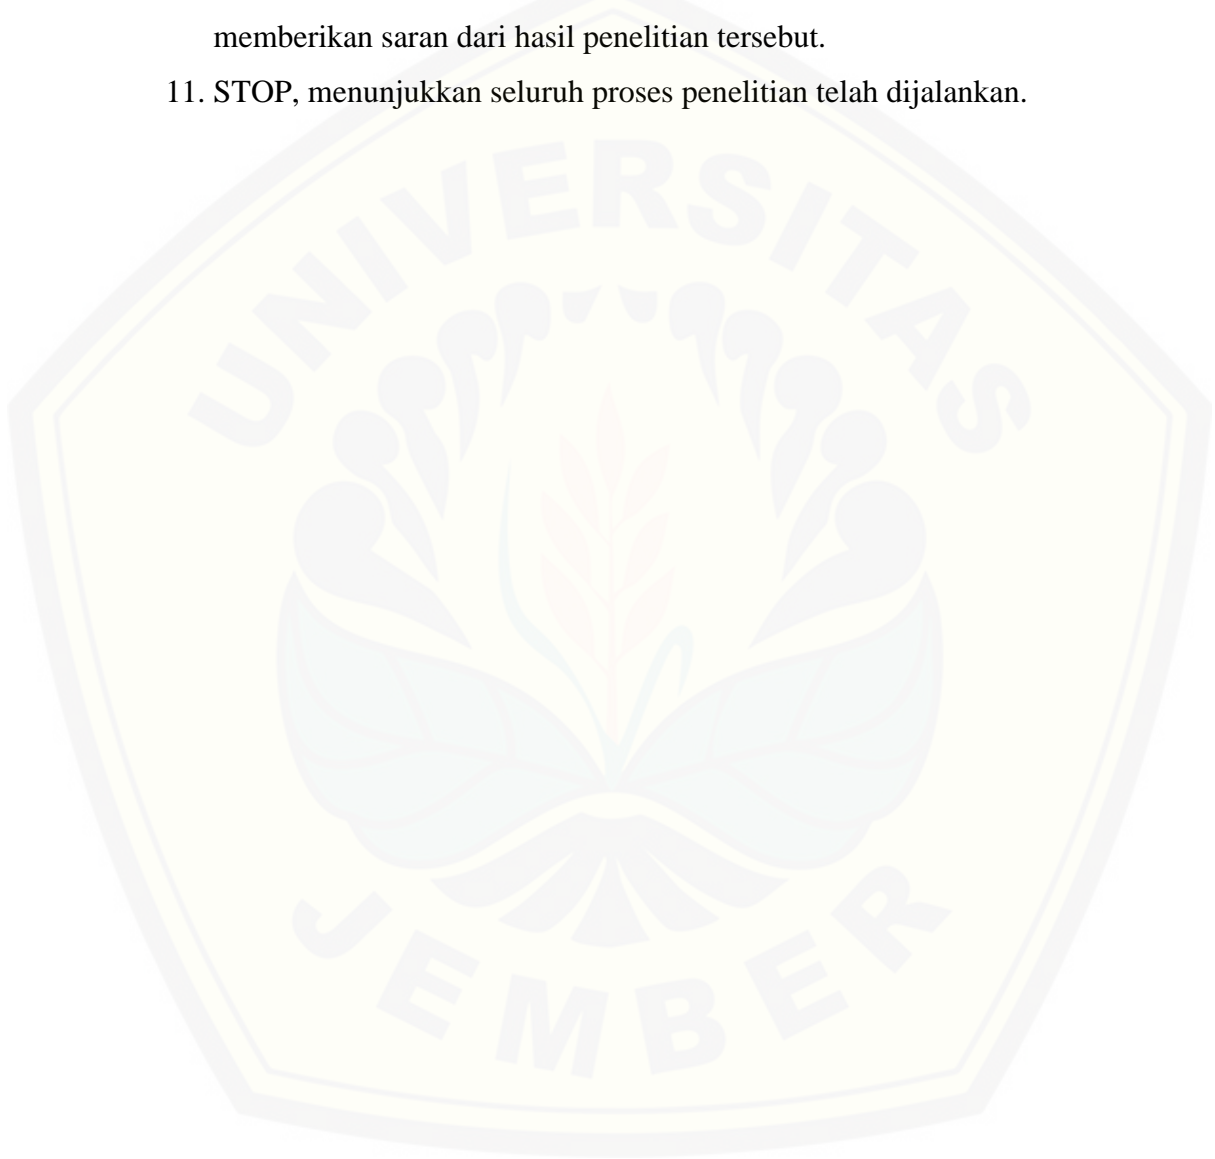 memberikan saran dari hasil penelitian tersebut.
11. STOP, menunjukkan seluruh proses penelitian telah dijalankan.
UNIVERSITAS
JEMBER